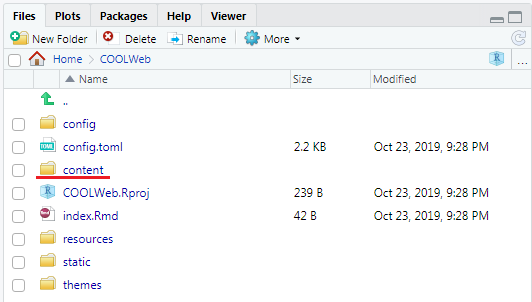 Files Plots Packages Help Viewer
New Folder Delete Rename More
Home COOLWeb R ...
Name Size Modified
..
config
TOML config.toml 2.2 KB Oct 23, 2019, 9:28 PM
content
R COOLWeb.Rproj 239 B Oct 23, 2019, 9:28 PM
index.Rmd 42 B Oct 23, 2019, 9:28 PM
resources
static
themes